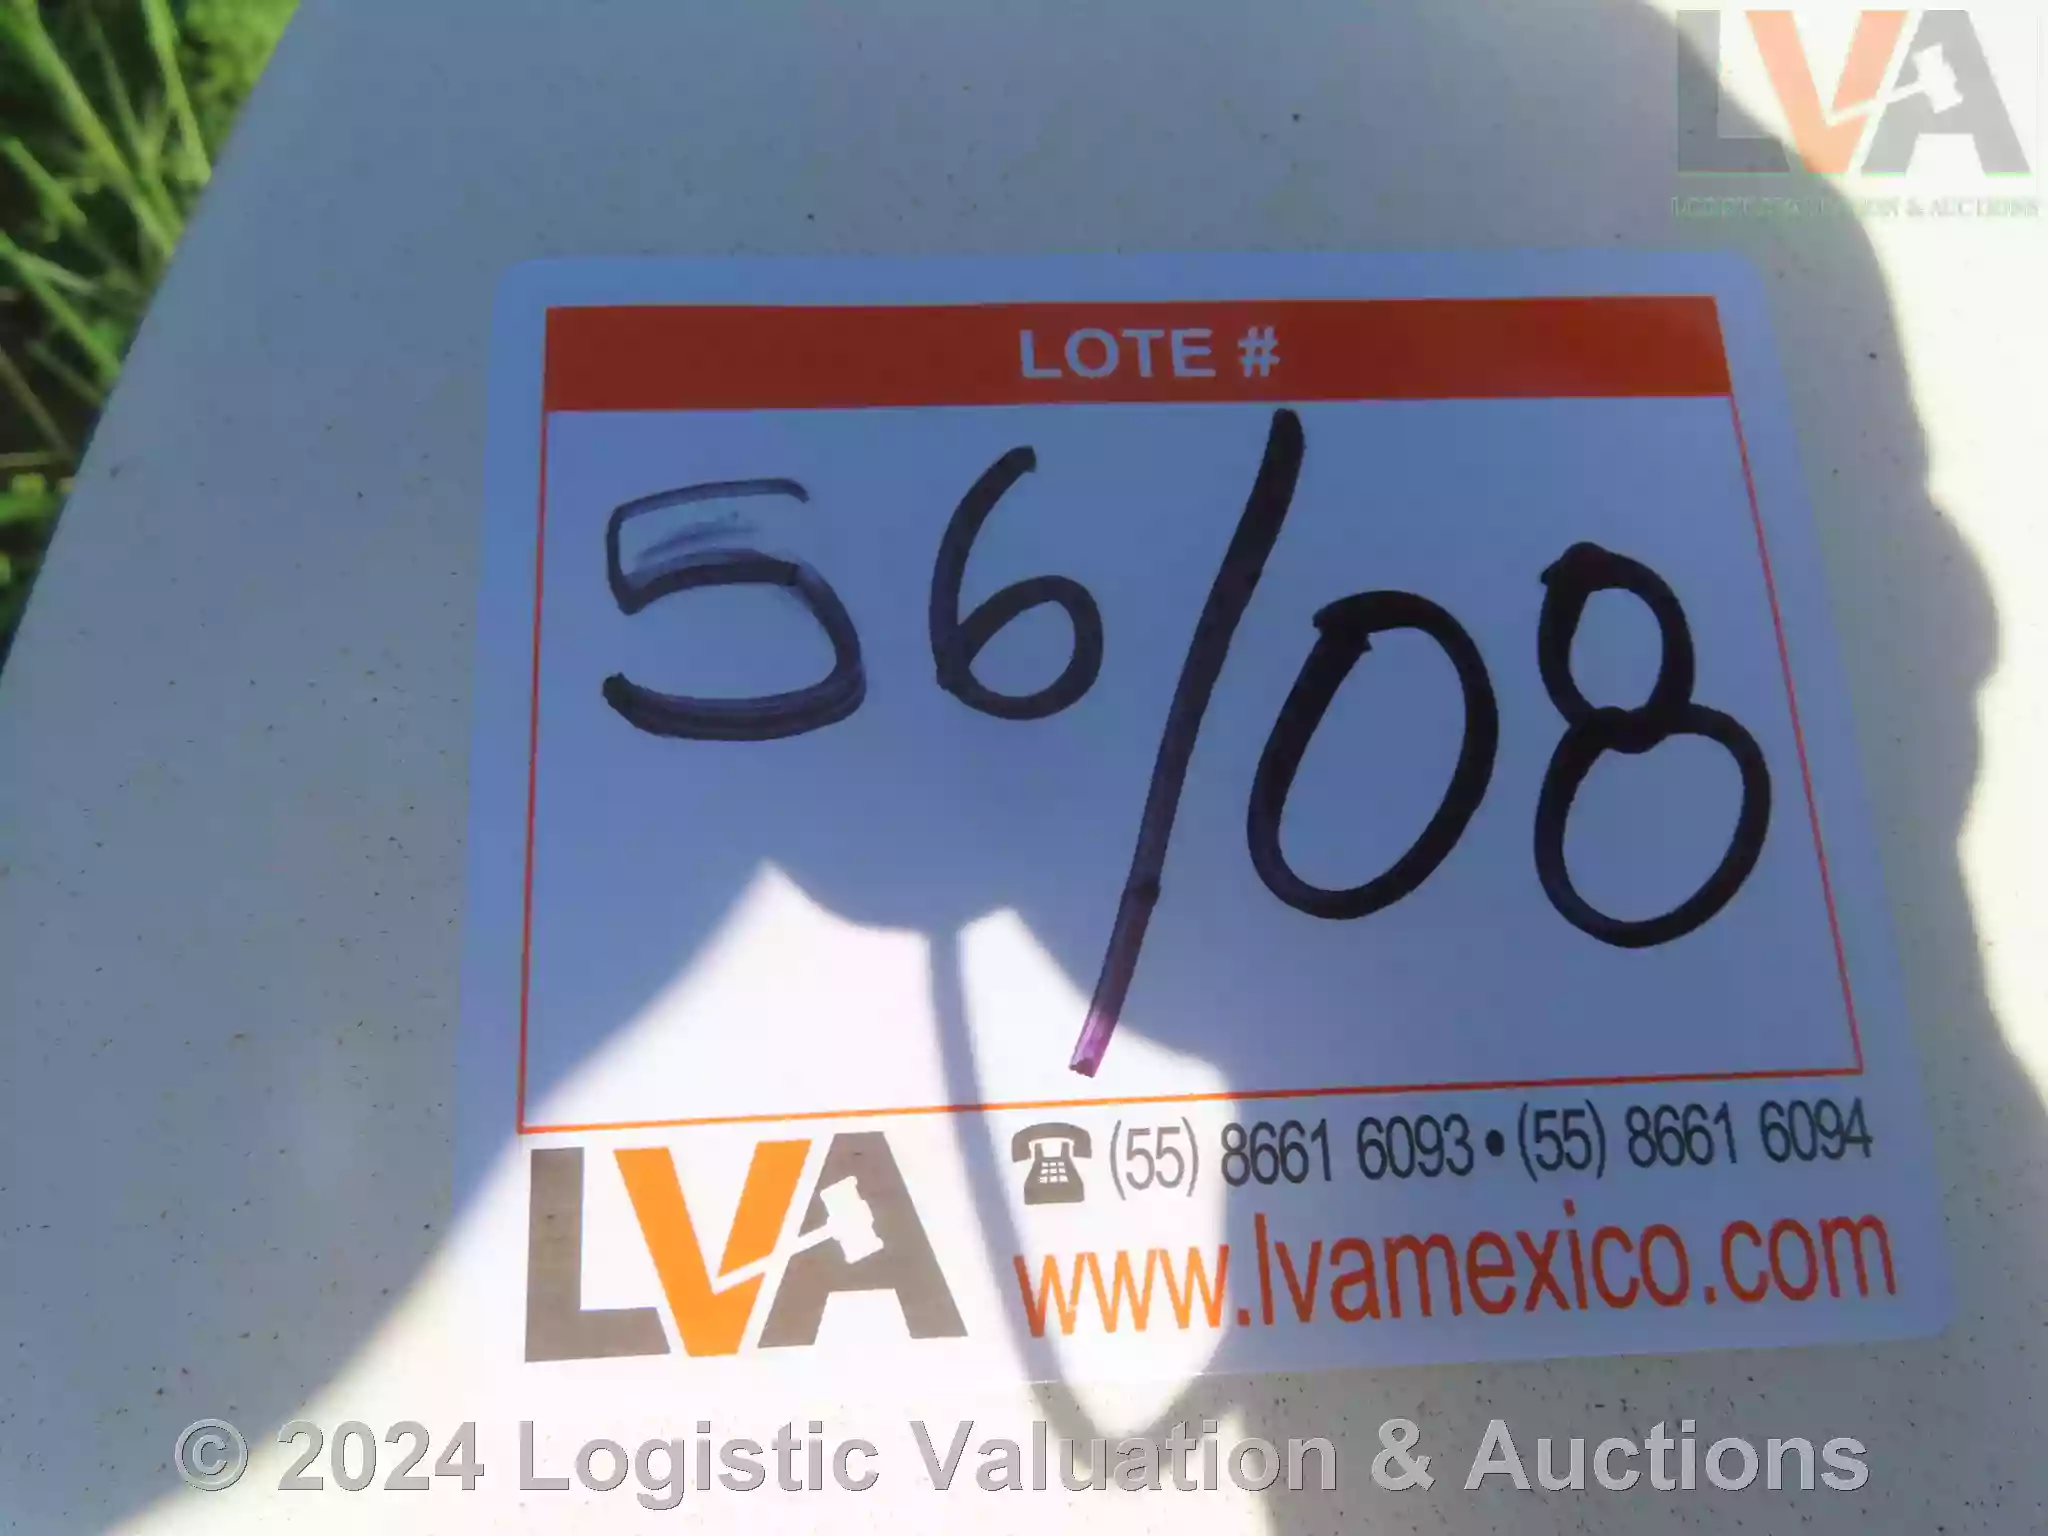 LVA
LOGISTIC VALUATION & AUCTIONS
LOTE #
56/08
LVA
(55) 8661 6093 • (55) 8661 6094
www.lvamexico.com
© 2024 Logistic Valuation & Auctions